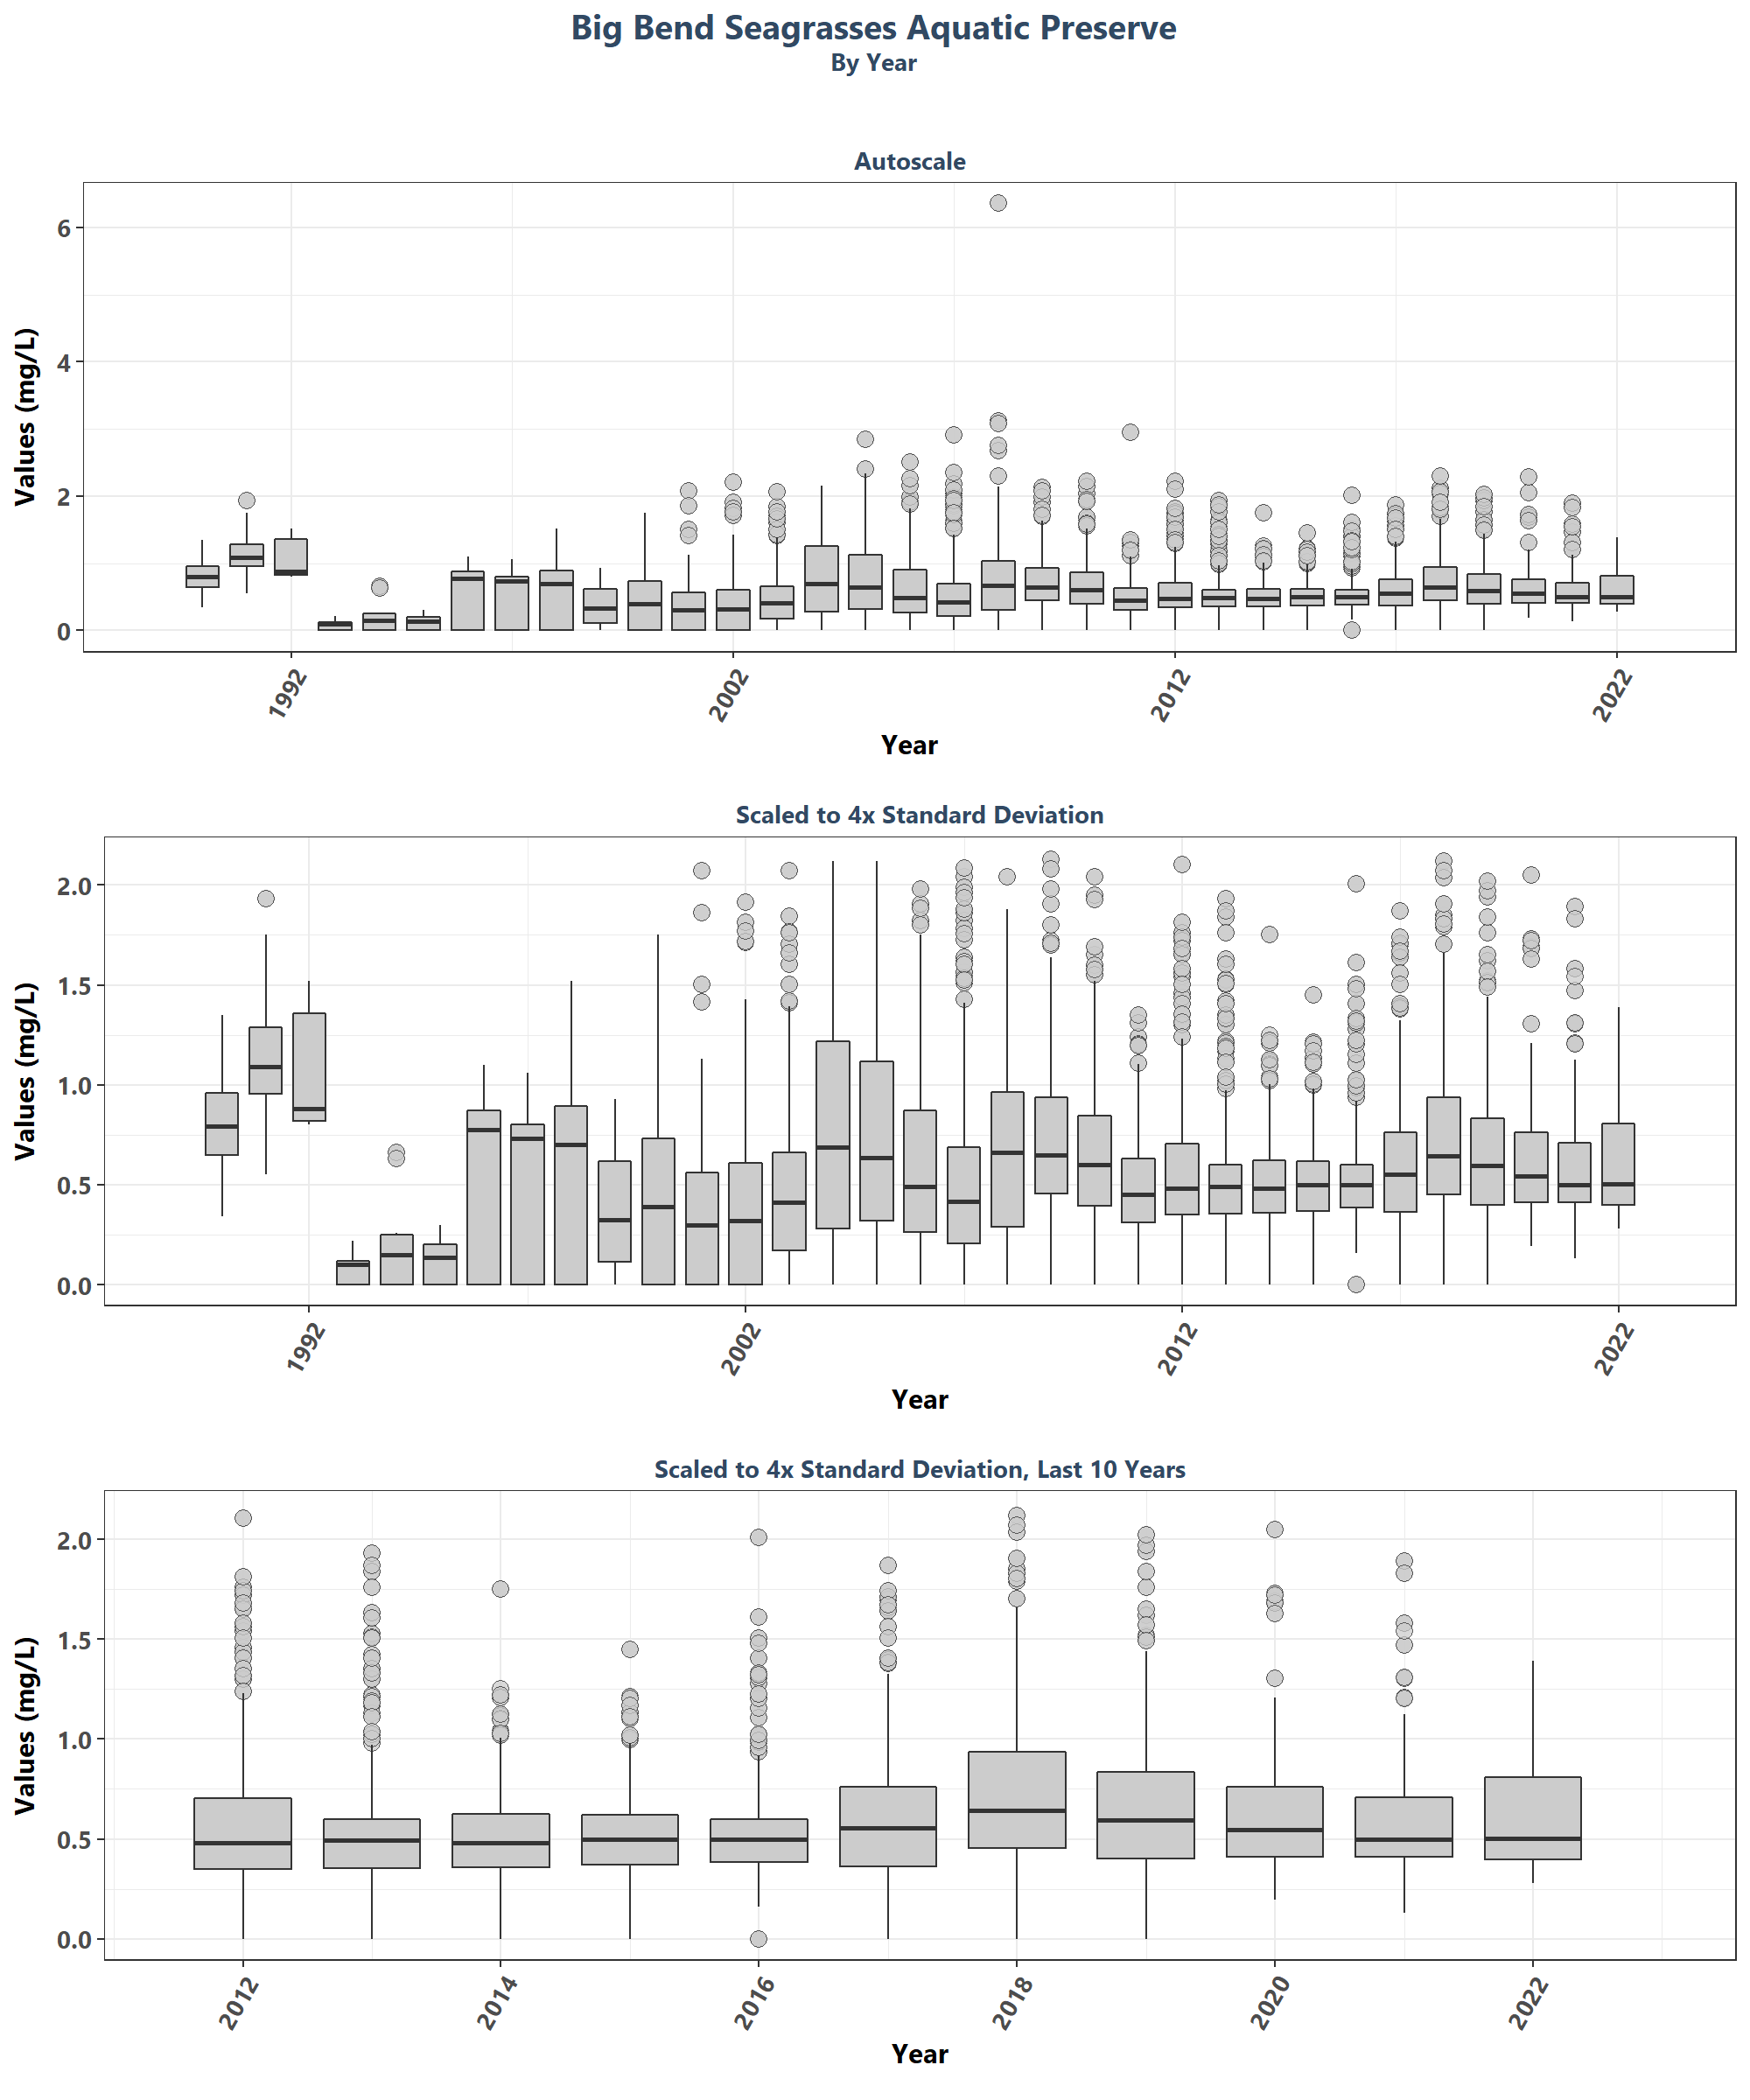 Big Bend Seagrasses Aquatic Preserve
By Year
Autoscale
Values (mg/L)
6
4
2
0
1992
2002
2012
2022
Year
Scaled to 4x Standard Deviation
Values (mg/L)
2.0
1.5
1.0
0.5
0.0
1992
2002
2012
2022
Year
Scaled to 4x Standard Deviation, Last 10 Years
Values (mg/L)
2.0
1.5
1.0
0.5
0.0
2012
2014
2016
2018
2020
2022
Year